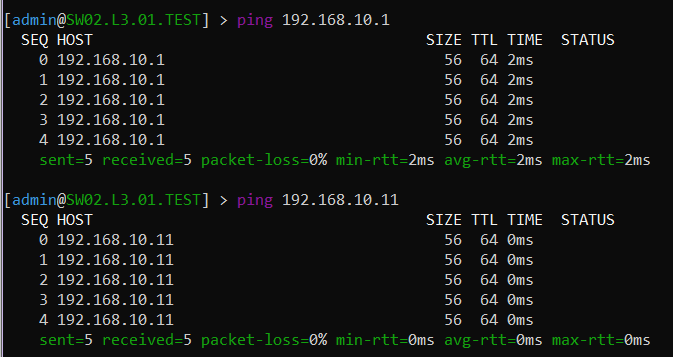 [admin@SW02.L3.01.TEST] > ping 192.168.10.1
SEQ HOST SIZE TTL TIME STATUS
0 192.168.10.1 56 64 2ms
1 192.168.10.1 56 64 2ms
2 192.168.10.1 56 64 2ms
3 192.168.10.1 56 64 2ms
4 192.168.10.1 56 64 2ms
sent=5 received=5 packet-loss=0% min-rtt=2ms avg-rtt=2ms max-rtt=2ms
[admin@SW02.L3.01.TEST] > ping 192.168.10.11
SEQ HOST SIZE TTL TIME STATUS
0 192.168.10.11 56 64 0ms
1 192.168.10.11 56 64 0ms
2 192.168.10.11 56 64 0ms
3 192.168.10.11 56 64 0ms
4 192.168.10.11 56 64 0ms
sent=5 received=5 packet-loss=0% min-rtt=0ms avg-rtt=0ms max-rtt=0ms